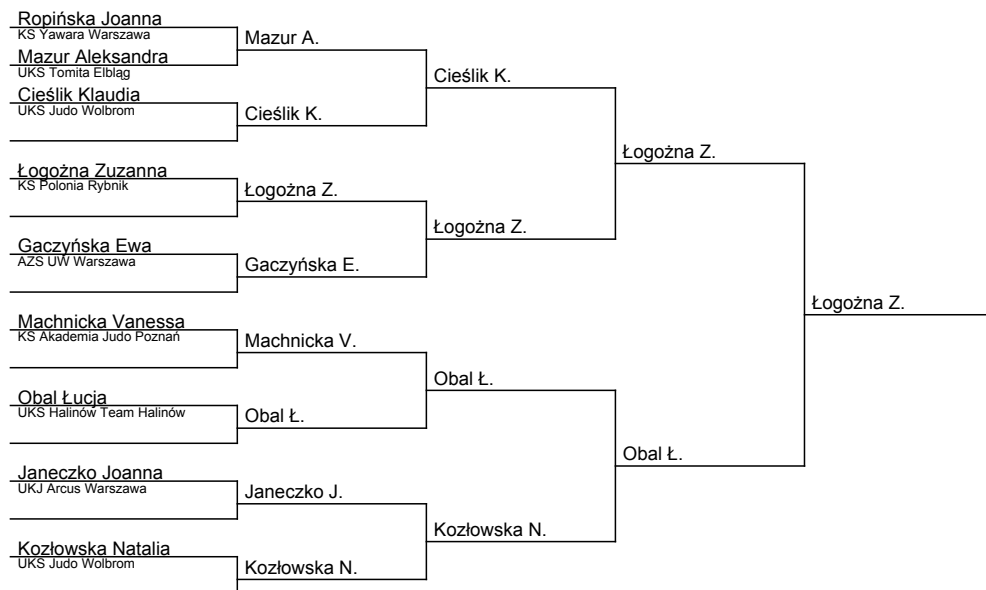 Ropińska Joanna
KS Yawara Warszawa
Mazur Aleksandra
UKS Tomita Elbląg
Cieślik Klaudia
UKS Judo Wolbrom
Łogożna Zuzanna
KS Polonia Rybnik
Gaczyńska Ewa
AZS UW Warszawa
Machnicka Vanessa
KS Akademia Judo Poznań
Obal Łucja
UKS Halinów Team Halinów
Janeczko Joanna
UKJ Arcus Warszawa
Kozłowska Natalia
UKS Judo Wolbrom
Mazur A.
Cieślik K.
Łogożna Z.
Gaczyńska E.
Machnicka V.
Obal Ł.
Janeczko J.
Kozłowska N.
Cieślik K.
Łogożna Z.
Obal Ł.
Kozłowska N.
Łogożna Z.
Obal Ł.
Łogożna Z.